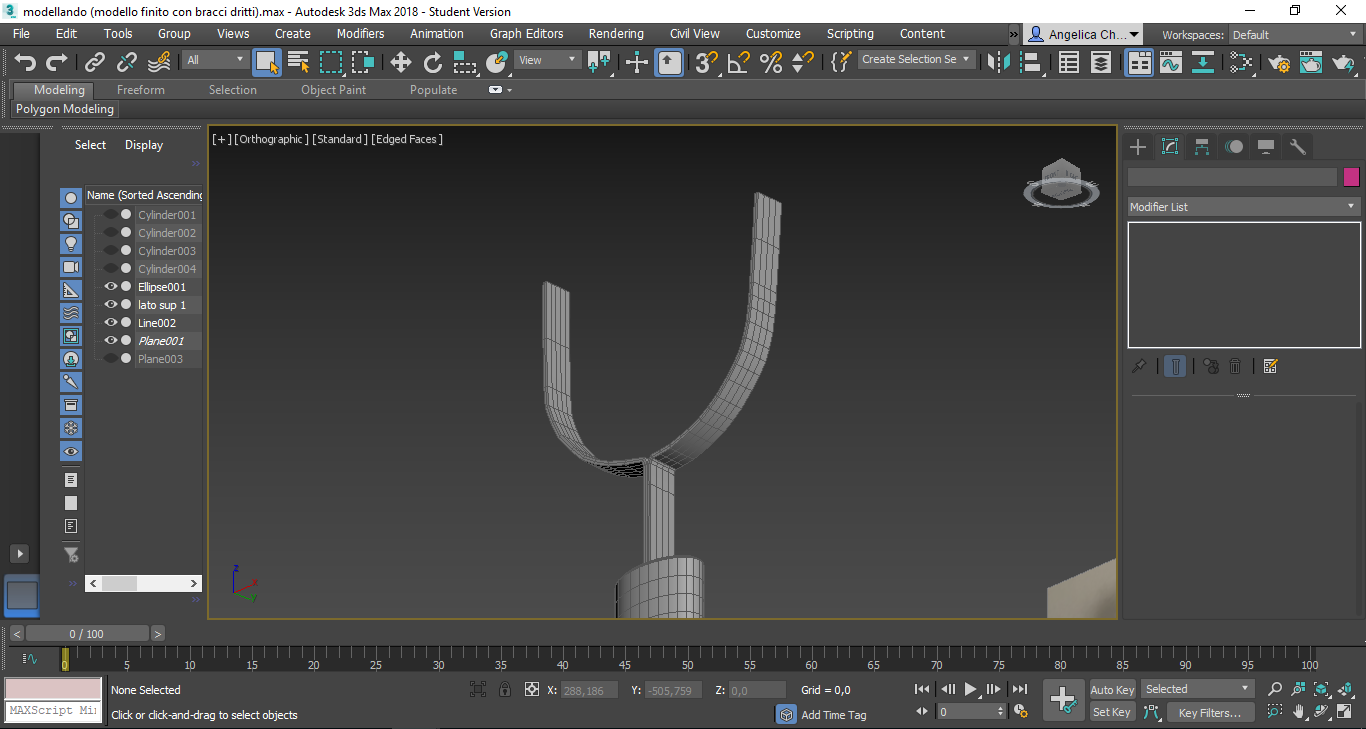 modellando (modello finito con bracci dritti).max - Autodesk 3ds Max 2018 - Student Version
File Edit Tools Group Views Create Modifiers Animation Graph Editors Rendering Civil View Customize Scripting Content » Angelica Ch... Workspaces: Default
All View Create Selection Se
Modeling Freeform Selection Object Paint Populate
Polygon Modeling
Select Display
[+] [Orthographic ] [Standard ] [Edged Faces ]
Name (Sorted Ascending
Cylinder001
Cylinder002
Cylinder003
Cylinder004
Ellipse001
lato sup 1
Line002
Plane001
Plane003
Modifier List
z
x
y
< 0 / 100 >
0 5 10 15 20 25 30 35 40 45 50 55 60 65 70 75 80 85 90 95 100
None Selected X: 288,186 Y: -505,759 Z: 0,0 Grid = 0,0 Auto Key Selected
MAXScript Mi
Click or click-and-drag to select objects Add Time Tag 0 Set Key Key Filters...